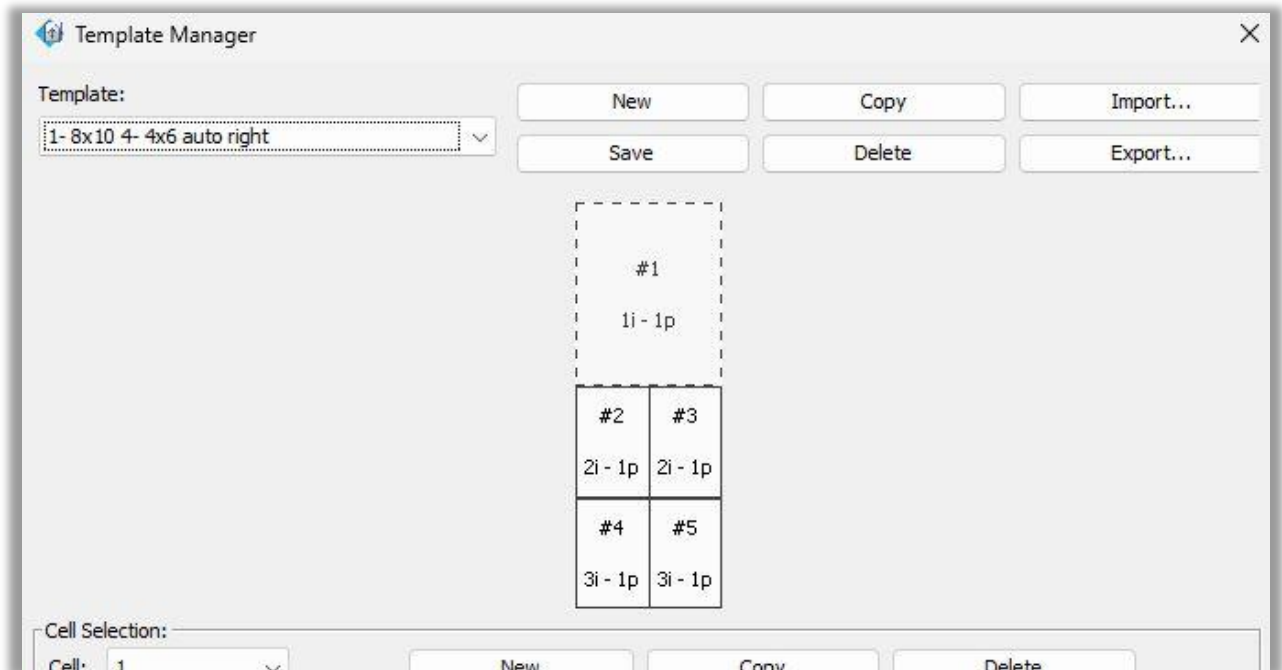 Template Manager
Template:
New Copy Import...
1- 8x10 4- 4x6 auto right
Save Delete Export...
#1
1i - 1p
#2 #3
2i - 1p 2i - 1p
#4 #5
3i - 1p 3i - 1p
Cell Selection:
Cell: 1 New Copy Delete